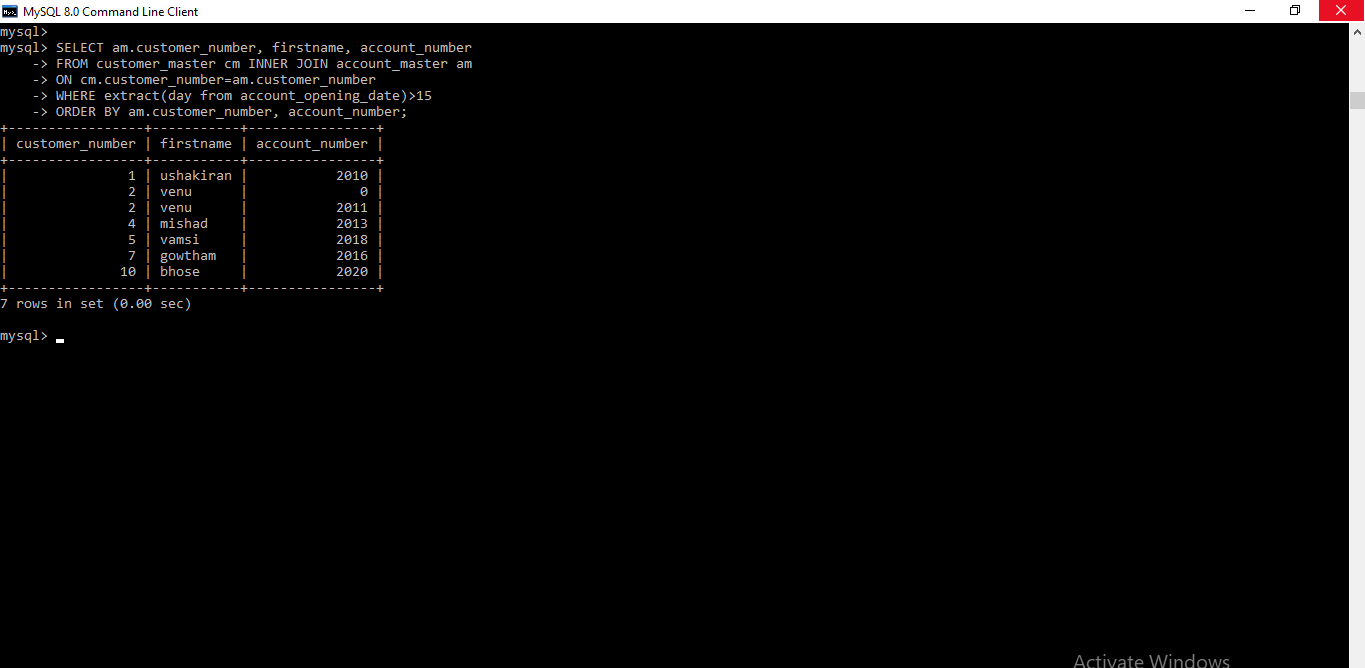 MySQL 8.0 Command Line Client
mysql>
mysql> SELECT am.customer_number, firstname, account_number
    -> FROM customer_master cm INNER JOIN account_master am
    -> ON cm.customer_number=am.customer_number
    -> WHERE extract(day from account_opening_date)>15
    -> ORDER BY am.customer_number, account_number;
+-----------------+-----------+----------------+
| customer_number | firstname | account_number |
+-----------------+-----------+----------------+
|               1 | ushakiran |           2010 |
|               2 | venu      |              0 |
|               2 | venu      |           2011 |
|               4 | mishad    |           2013 |
|               5 | vamsi     |           2018 |
|               7 | gowtham   |           2016 |
|              10 | bhose     |           2020 |
+-----------------+-----------+----------------+
7 rows in set (0.00 sec)
mysql>
Activate Windows